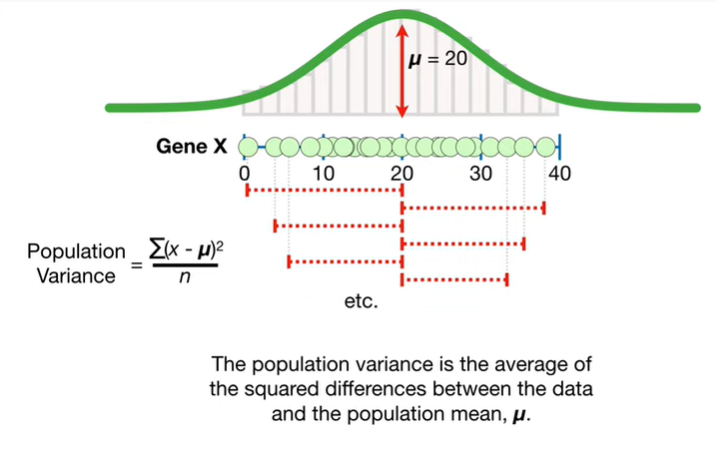 μ = 20
Gene X
0 10 20 30 40
Population Variance = Σ(x - μ)² / n
etc.
The population variance is the average of
the squared differences between the data
and the population mean, μ.